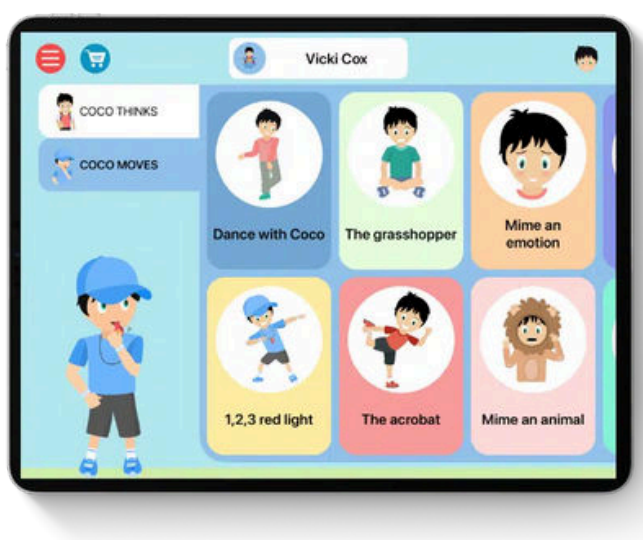 Vicki Cox
COCO THINKS
COCO MOVES
Dance with Coco
The grasshopper
Mime an
emotion
1,2,3 red light
The acrobat
Mime an animal